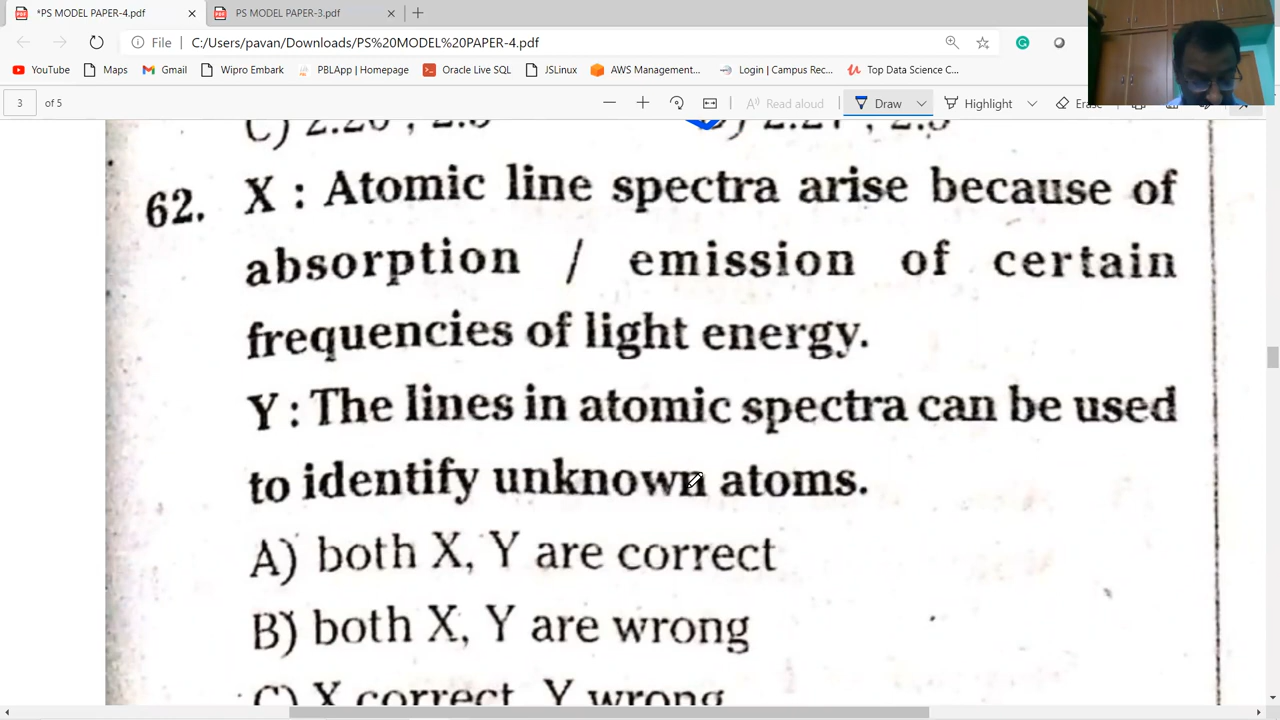 *PS MODEL PAPER-4.pdf
PS MODEL PAPER-3.pdf
File
C:/Users/pavan/Downloads/PS%20MODEL%20PAPER-4.pdf
YouTube
Maps
Gmail
Wipro Embark
PBLApp | Homepage
Oracle Live SQL
JSLinux
AWS Management...
Login | Campus Rec...
Top Data Science C...
3
of 5
Read aloud
Draw
Highlight
62. X : Atomic line spectra arise because of
absorption / emission of certain
frequencies of light energy.
Y : The lines in atomic spectra can be used
to identify unknown atoms.
A) both X, Y are correct
B) both X, Y are wrong
C) X correct, Y wrong